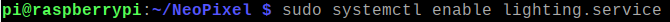 pi@raspberrypi:~/NeoPixel $ sudo systemctl enable lighting.service